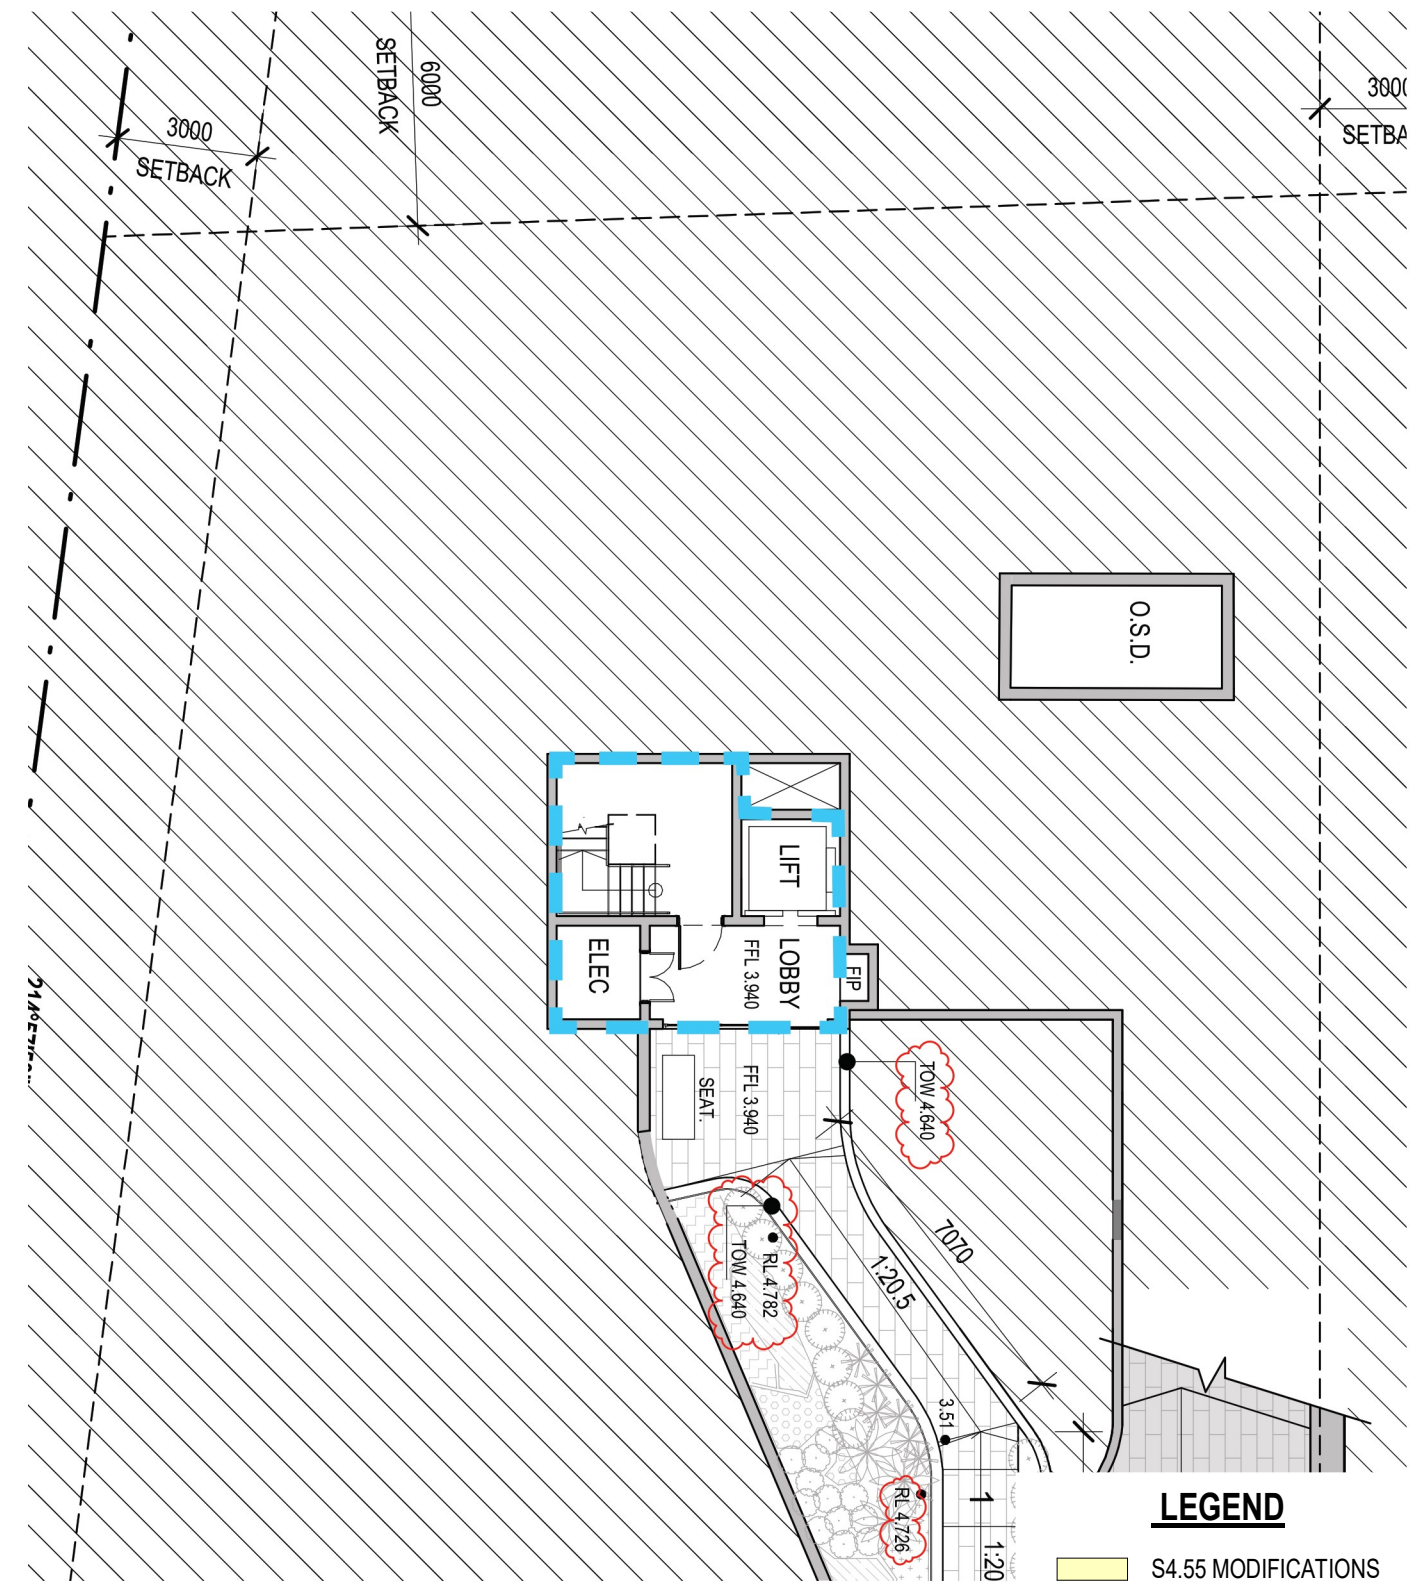 6000
SETBACK
3000
SETBACK
3000
O.S.D.
LIFT
ELEC
LOBBY
FFL 3.940
FIP
SEAT.
FFL 3.940
TOW 4.640
RL 4.782
TOW 4.640
7070
1:20.5
3.51
RL 4.726
1
1:20
LEGEND
S4.55 MODIFICATIONS